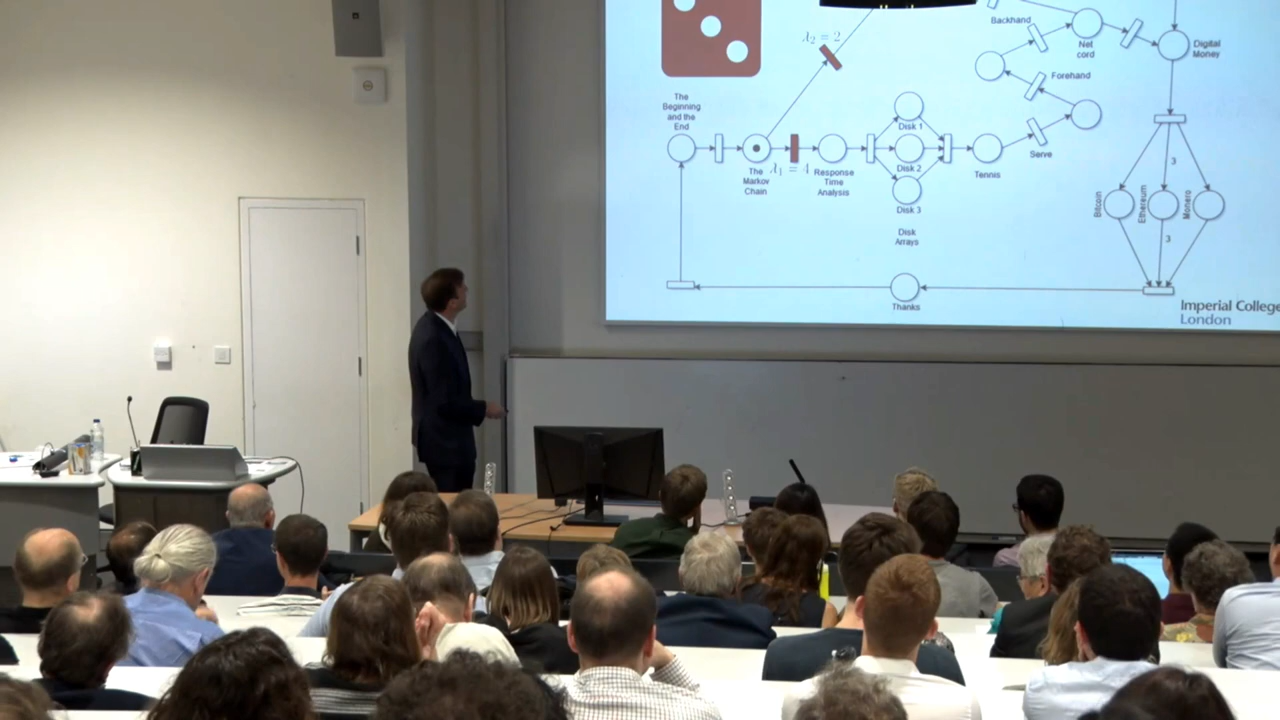 Backhand
Net
cord
Digital
Money
λ₂ = 2
Forehand
The
Beginning
and the
End
Disk 1
The
Markov
Chain
λ₁ = 4
Response
Time
Analysis
Disk 2
Tennis
Serve
Disk 3
Disk
Arrays
3
Bitcoin
Ethereum
Monero
3
Thanks
Imperial College
London